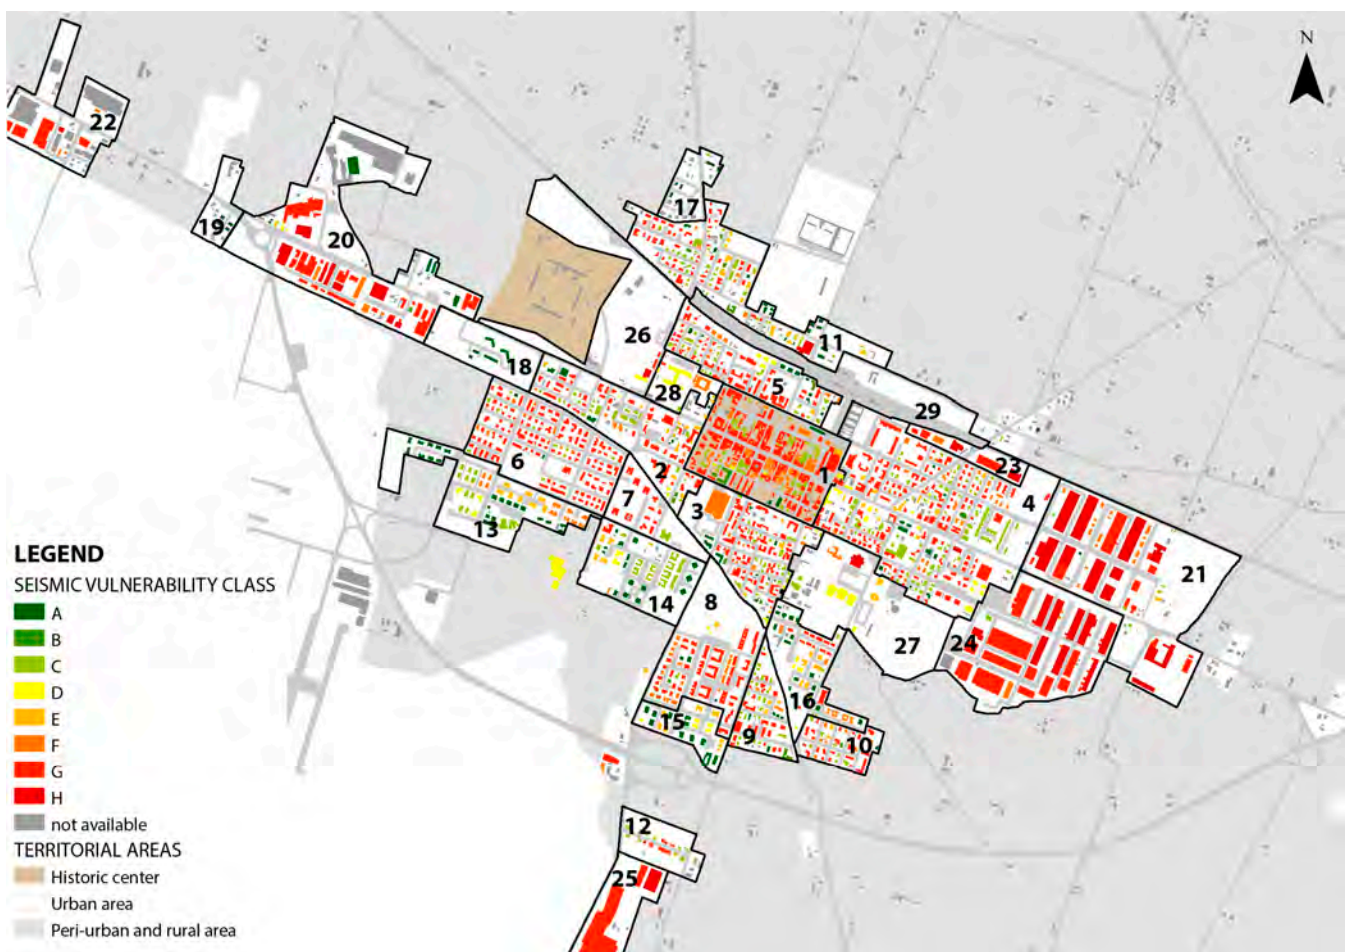 N
22
17
19
20
26
11
18
28
5
29
6
2
1
23
7
3
4
13
21
14
8
27
24
15
16
9
10
12
25
LEGEND
SEISMIC VULNERABILITY CLASS
A
B
C
D
E
F
G
H
not available
TERRITORIAL AREAS
Historic center
Urban area
Peri-urban and rural area